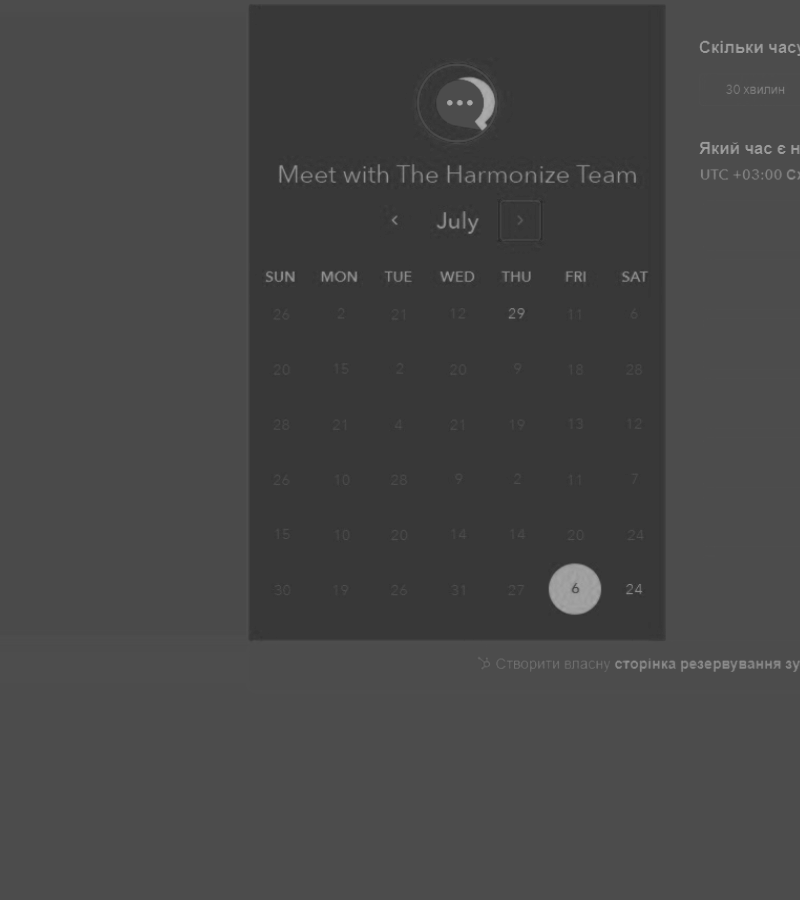 Meet with The Harmonize Team
July
SUN MON TUE WED THU FRI SAT
26 2 21 12 29 11 6
20 15 2 20 9 18 28
28 21 4 21 19 13 12
26 10 28 9 2 11 7
15 10 20 14 14 20 24
30 19 26 31 27 6 24
Скільки часу
30 хвилин
Який час є н
UTC +03:00 Сх
Створити власну сторінка резервування зу